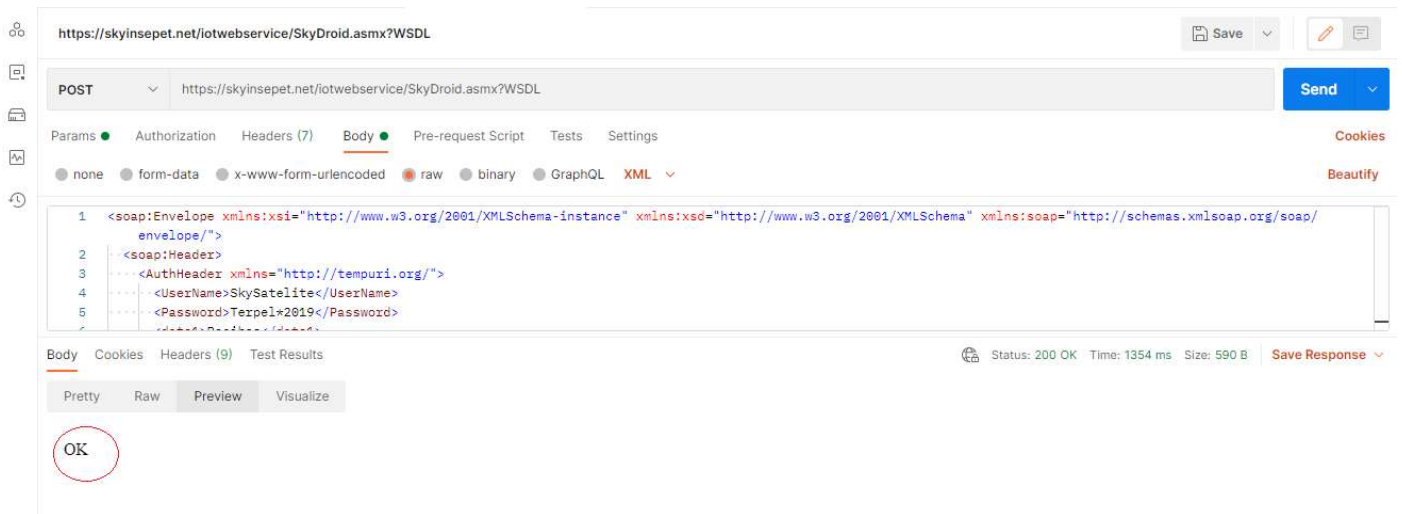 https://skyinsepet.net/iotwebservice/SkyDroid.asmx?WSDL
Save
POST
https://skyinsepet.net/iotwebservice/SkyDroid.asmx?WSDL
Send
Params Authorization Headers (7) Body Pre-request Script Tests Settings Cookies
none form-data x-www-form-urlencoded raw binary GraphQL XML Beautify
1 <soap:Envelope xmlns:xsi="http://www.w3.org/2001/XMLSchema-instance" xmlns:xsd="http://www.w3.org/2001/XMLSchema" xmlns:soap="http://schemas.xmlsoap.org/soap/
envelope/">
2 <soap:Header>
3 <AuthHeader xmlns="http://tempuri.org/">
4 <UserName>SkySatelite</UserName>
5 <Password>Terpel*2019</Password>
Body Cookies Headers (9) Test Results Status: 200 OK Time: 1354 ms Size: 590 B Save Response
Pretty Raw Preview Visualize
OK